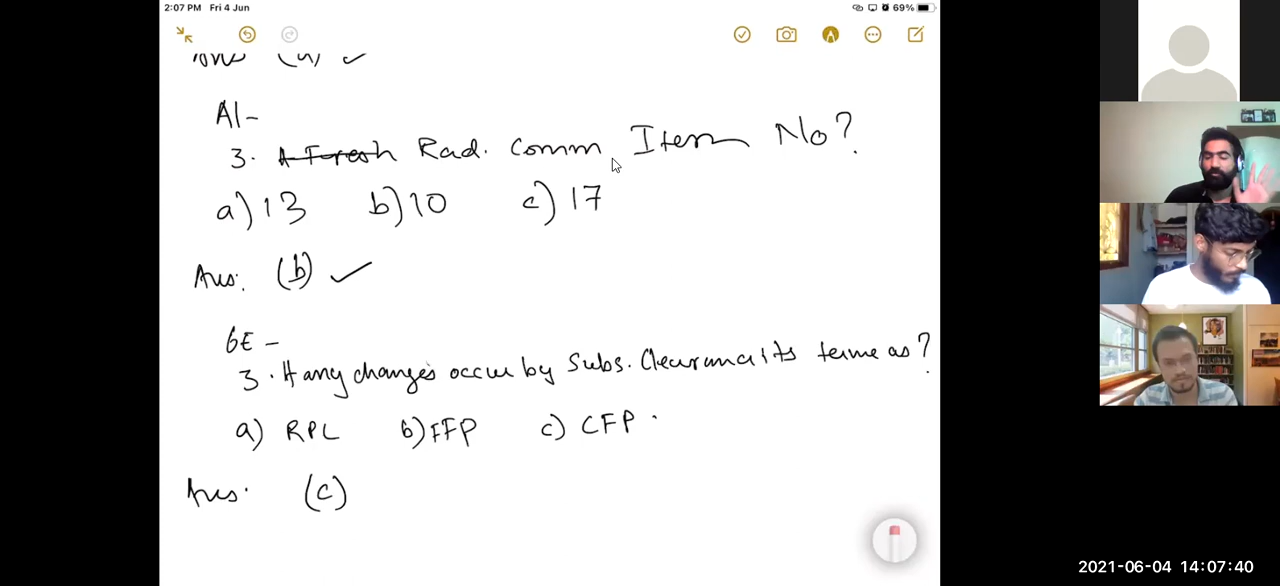 2:07 PM Fri 4 Jun 69%
AI-
3. A Fresh Rad. Comm Item No?
a) 13 b) 10 c) 17
Ans: (b) ✓
GE -
3. If any changes occur by Subs. Clearance its terme as?
a) RPL b) FFP c) CFP.
Ans. (c)
2021-06-04 14:07:40